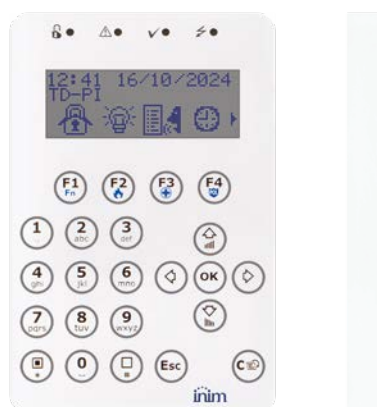 12:41 16/10/2024
TD-PI
F1 F2 F3 F4
Fn
1 2 3
abc def
4 5 6 OK
ghi jkl mno
7 8 9
pqrs tuv wxyz
0 Esc C
inim